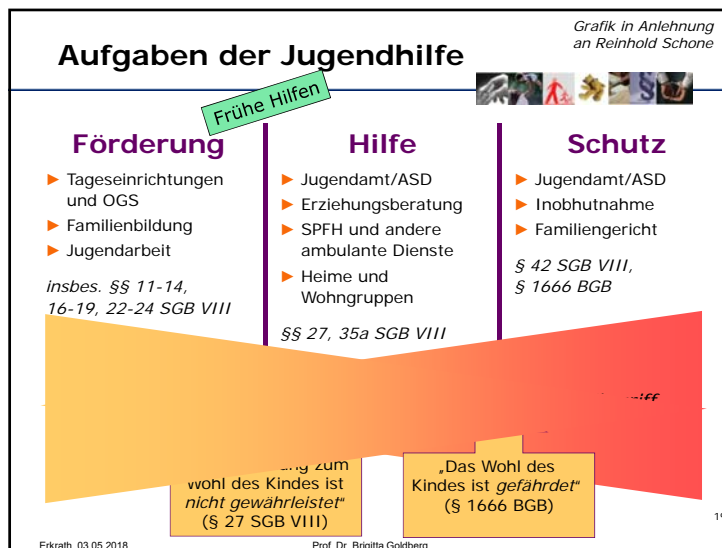 Grafik in Anlehnung
an Reinhold Schone
Aufgaben der Jugendhilfe
§
Frühe Hilfen
Förderung
► Tageseinrichtungen
und OGS
► Familienbildung
► Jugendarbeit
insbes. §§ 11-14,
16-19, 22-24 SGB VIII
Hilfe
► Jugendamt/ASD
► Erziehungsberatung
► SPFH und andere
ambulante Dienste
► Heime und
Wohngruppen
§§ 27, 35a SGB VIII
Schutz
► Jugendamt/ASD
► Inobhutnahme
► Familiengericht
§ 42 SGB VIII,
§ 1666 BGB
zum
Wohl des Kindes ist
nicht gewährleistet“
(§ 27 SGB VIII)
„Das Wohl des
Kindes ist gefährdet“
(§ 1666 BGB)
Erkrath, 03.05.2018
Prof. Dr. Brigitta Goldberg